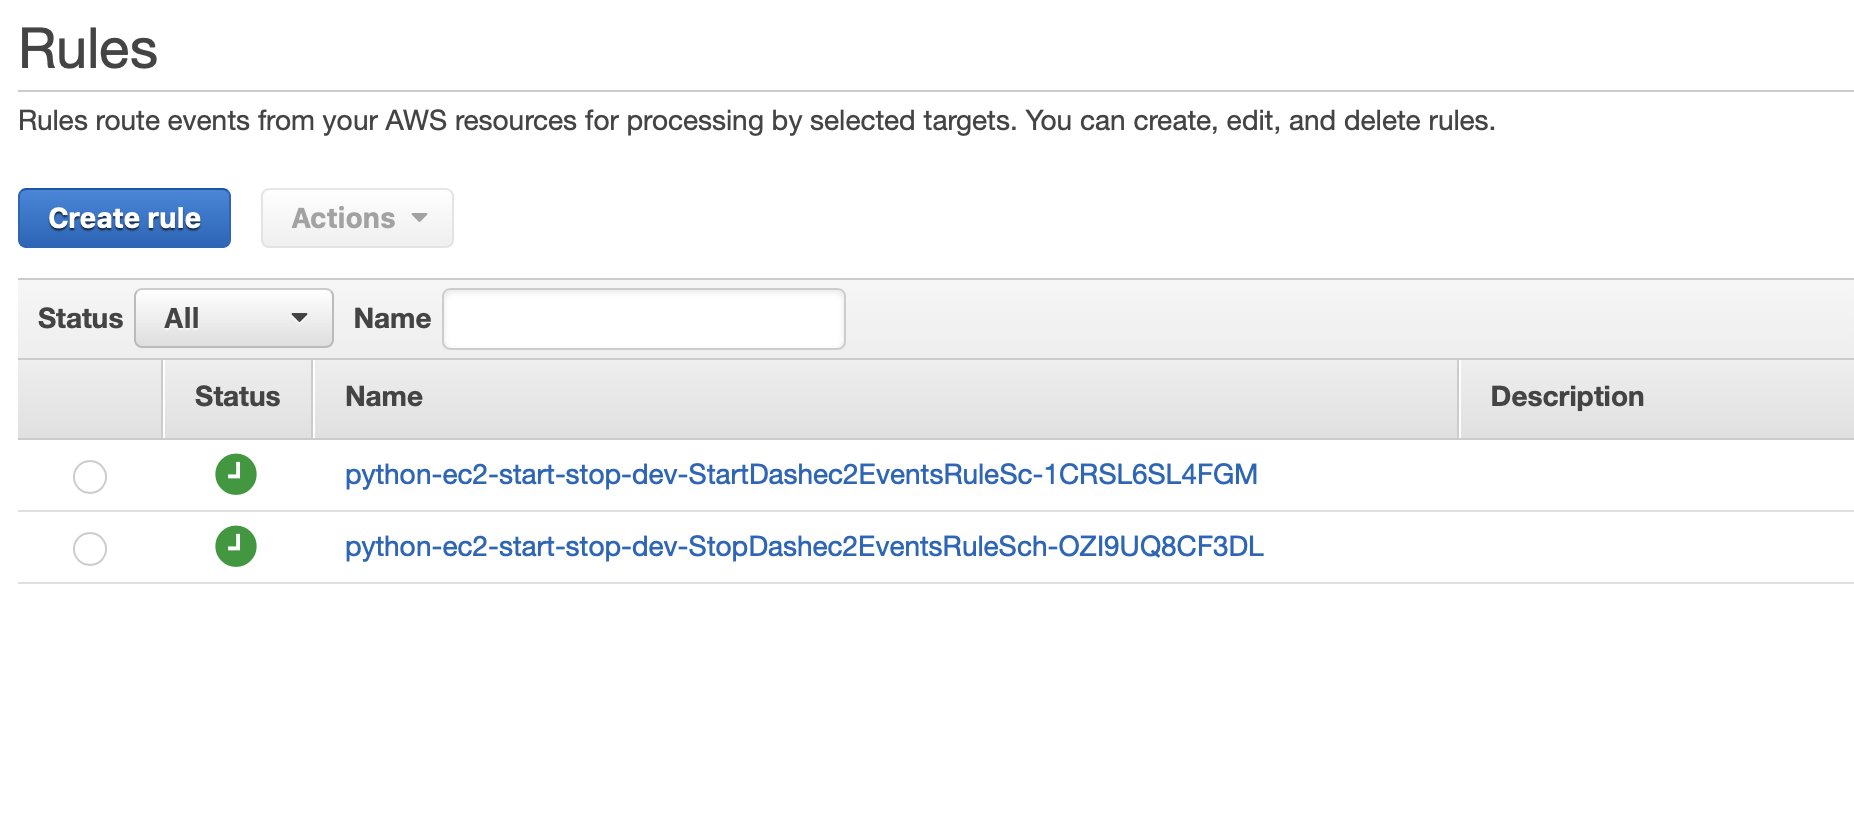 Rules
Rules route events from your AWS resources for processing by selected targets. You can create, edit, and delete rules.
Create rule Actions
Status All Name
Status Name Description
python-ec2-start-stop-dev-StartDashec2EventsRuleSc-1CRSL6SL4FGM
python-ec2-start-stop-dev-StopDashec2EventsRuleSch-OZI9UQ8CF3DL